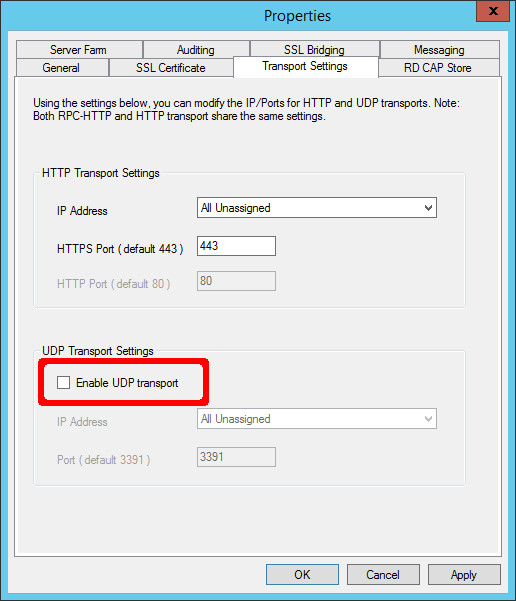 Properties
x
Server Farm Auditing SSL Bridging Messaging
General SSL Certificate Transport Settings RD CAP Store
Using the settings below, you can modify the IP/Ports for HTTP and UDP transports. Note:
Both RPC-HTTP and HTTP transport share the same settings.
HTTP Transport Settings
IP Address All Unassigned
HTTPS Port ( default 443 ) 443
HTTP Port ( default 80 ) 80
UDP Transport Settings
Enable UDP transport
IP Address All Unassigned
Port ( default 3391 ) 3391
OK Cancel Apply